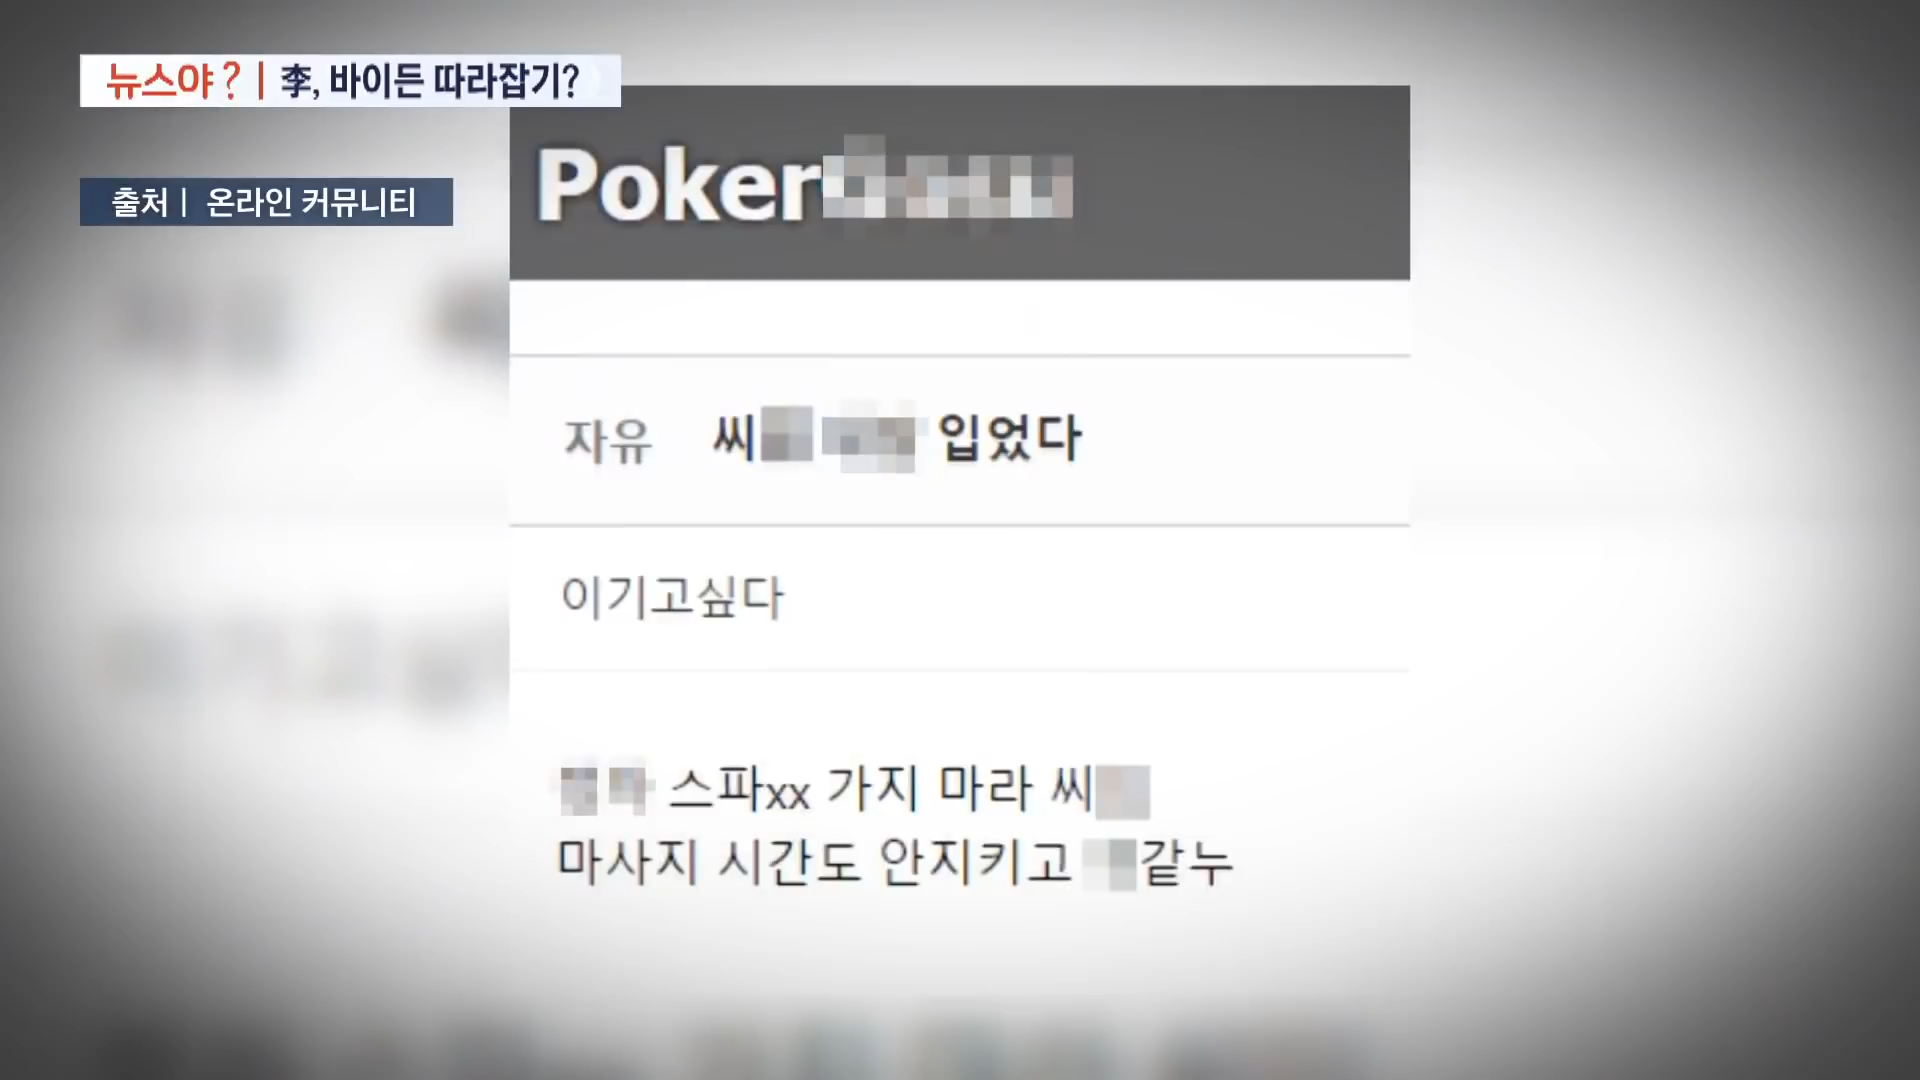 뉴스야? | 李, 바이든 따라잡기?
출처 | 온라인 커뮤니티
Poker
자유 씨 입었다
이기고싶다
스파xx 가지 마라 씨
마사지 시간도 안지키고 같누